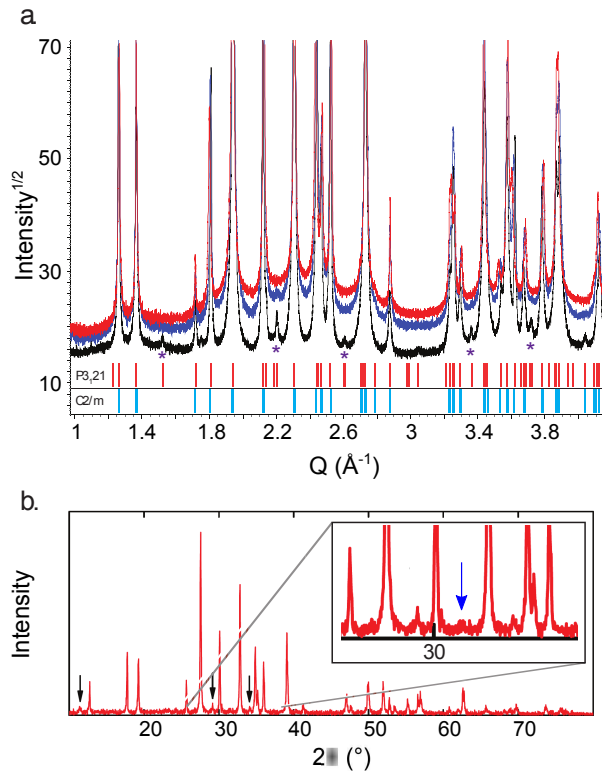 a.
70
50
30
10
Intensity1/2
* * * * *
P3₁21
C2/m
1 1.4 1.8 2.2 2.6 3 3.4 3.8
Q (Å-1)
b.
Intensity
30
20 30 40 50 60 70
2 (°)